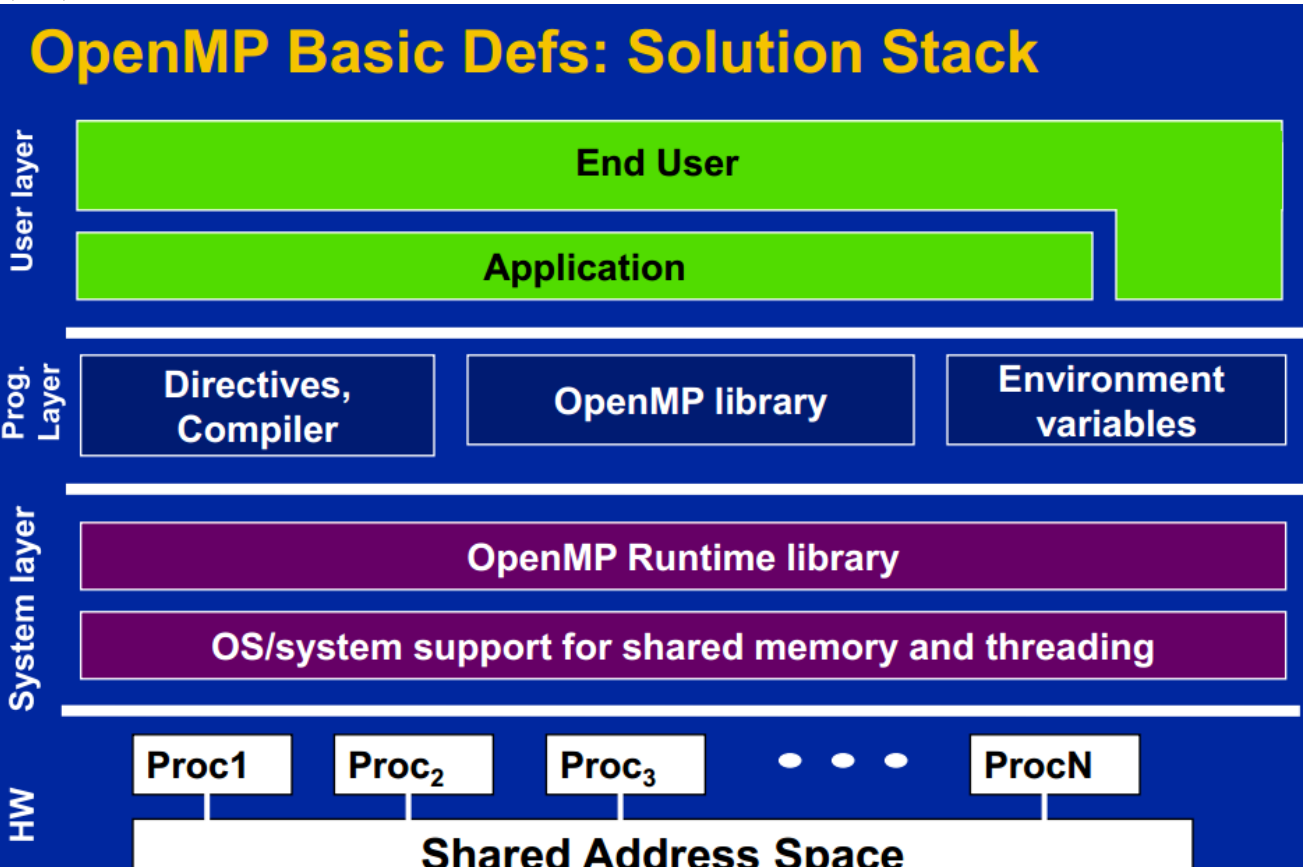 OpenMP Basic Defs: Solution Stack
User layer
End User
Application
Prog.
Layer
Directives,
Compiler
OpenMP library
Environment
variables
System layer
OpenMP Runtime library
OS/system support for shared memory and threading
HW
Proc1
Proc₂
Proc₃
ProcN
Shared Address Space